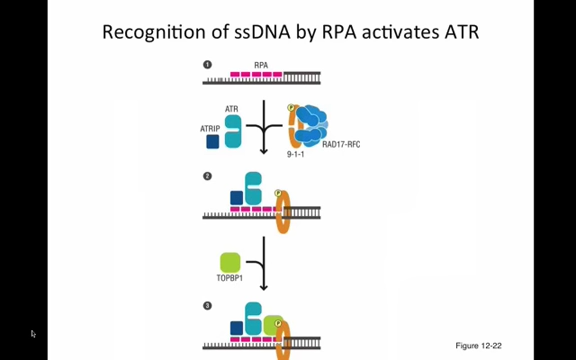 Recognition of ssDNA by RPA activates ATR
1
RPA
P
ATR
ATRIP
RAD17-RFC
9-1-1
2
P
TOPBP1
3
P
Figure 12-22